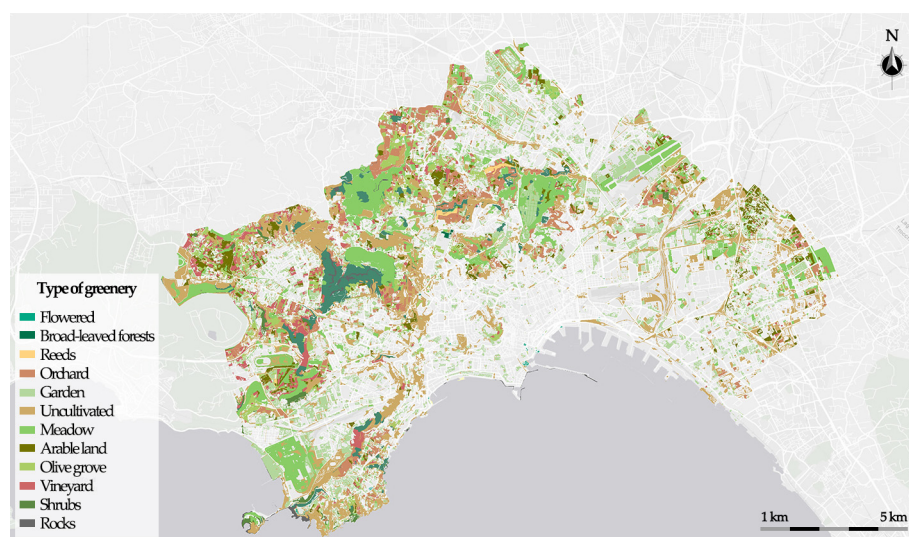 N
Type of greenery
Flowered
Broad-leaved forests
Reeds
Orchard
Garden
Uncultivated
Meadow
Arable land
Olive grove
Vineyard
Shrubs
Rocks
1 km 5 km